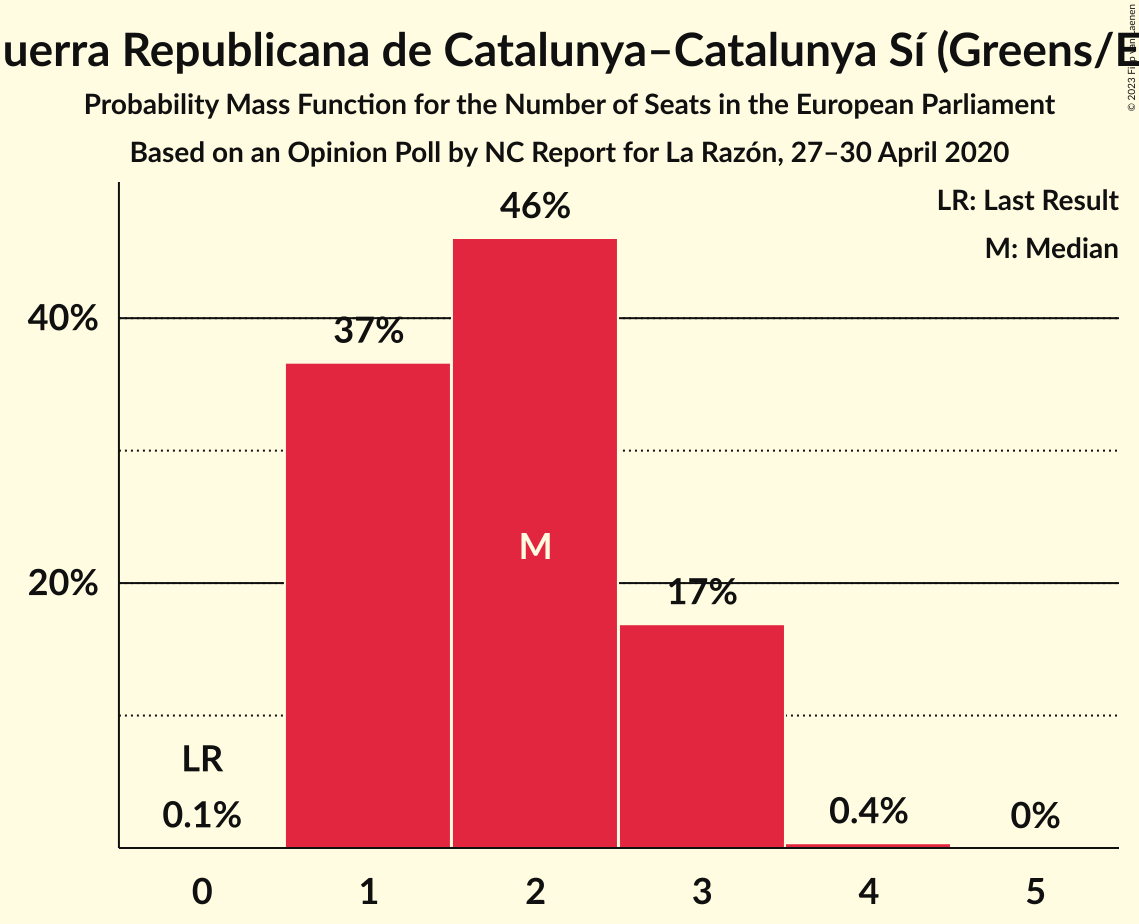 uerra Republicana de Catalunya–Catalunya Sí (Greens/E
Probability Mass Function for the Number of Seats in the European Parliament
Based on an Opinion Poll by NC Report for La Razón, 27–30 April 2020
© 2023 Filip
LR: Last Result
M: Median
46%
40%
37%
M
20%
17%
LR
0.1%
0.4%
0%
0 1 2 3 4 5